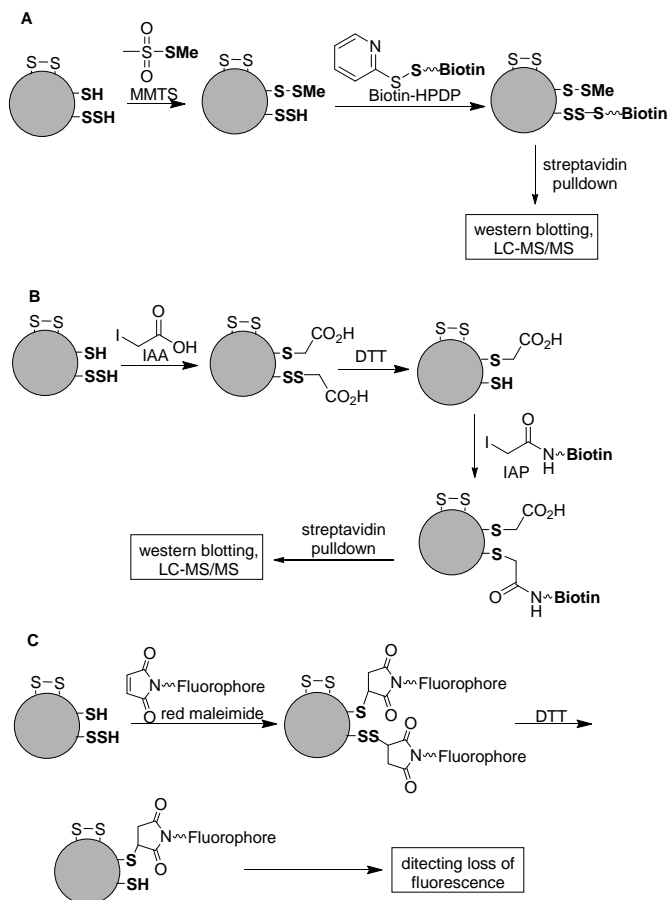 A
S-S
SH
SSH
O
S
O
SMe
MMTS
S-S
S-SMe
SSH
N
S
S
Biotin
Biotin-HPDP
S-S
S-SMe
SS-S
Biotin
streptavidin
pulldown
western blotting,
LC-MS/MS
B
S-S
SH
SSH
I
O
OH
IAA
S-S
S
CO2H
SS
CO2H
DTT
S-S
S
CO2H
SH
I
O
N
H
Biotin
IAP
S-S
S
CO2H
S
O
N
H
Biotin
streptavidin
pulldown
western blotting,
LC-MS/MS
C
S-S
SH
SSH
O
N
O
Fluorophore
red maleimide
S-S
S
O
N
O
Fluorophore
SS
O
N
O
Fluorophore
DTT
S-S
S
SH
O
N
O
Fluorophore
ditecting loss of
fluorescence